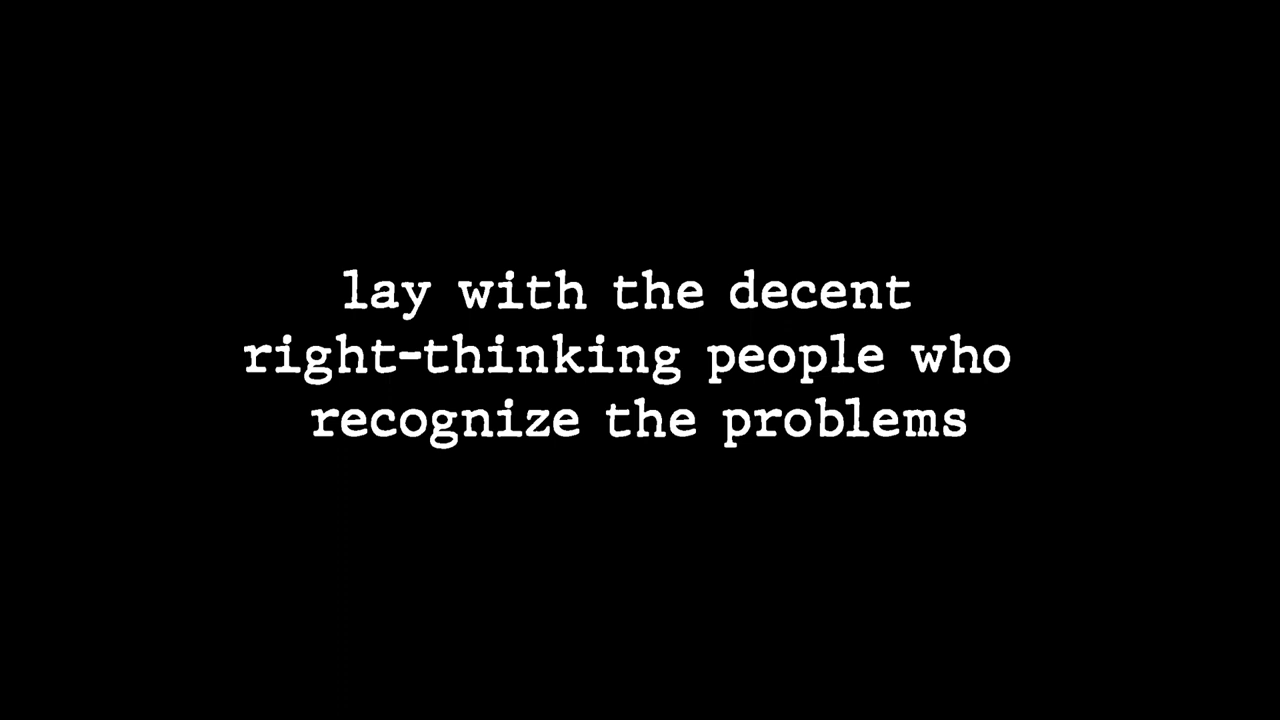 lay with the decent
right-thinking people who
recognize the problems